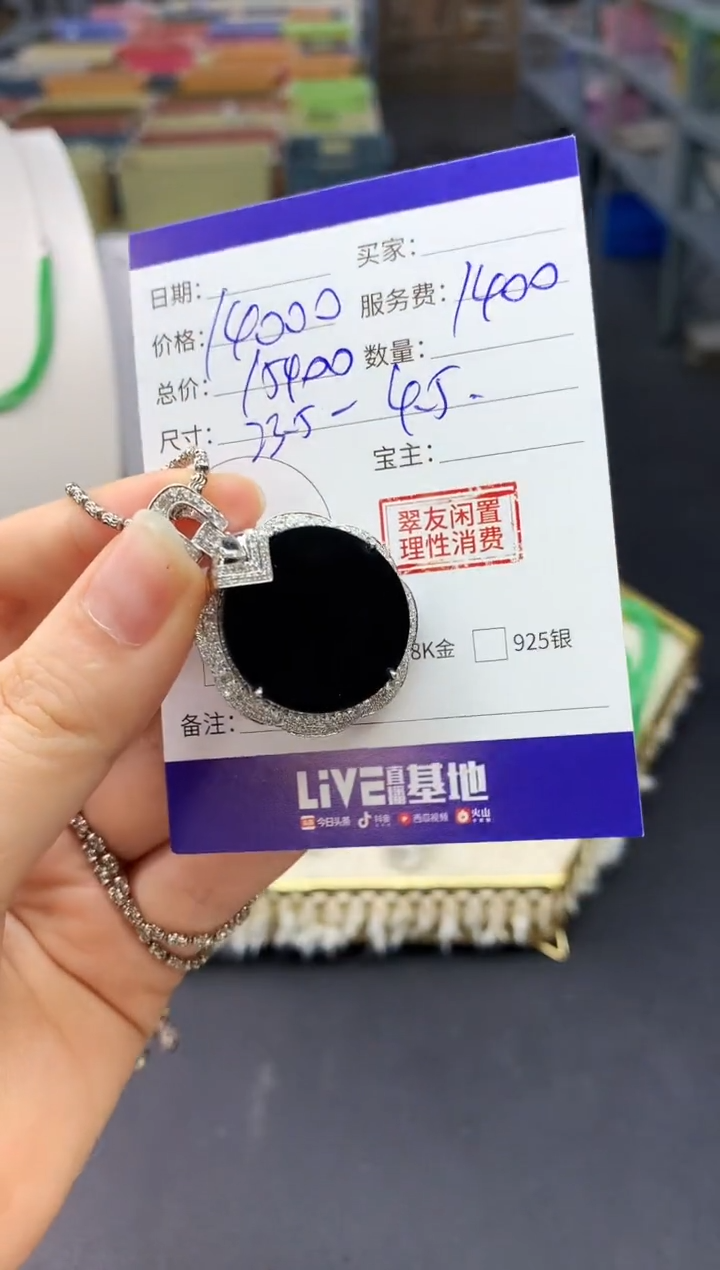 买家:
日期:
价格: 14000 服务费: 1400
总价: 15400 数量:
尺寸: 33.5 - 4.5.
宝主:
翠友闲置
理性消费
8K金 925银
备注:
LiVE直播基地
今日头条 抖音 西瓜视频 火山